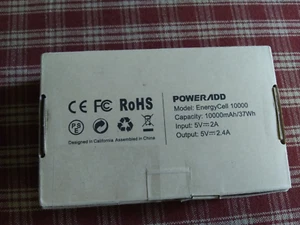 CE FC RoHS
PSE
Designed in California Assembled in China
POWERADD
Model: EnergyCell 10000
Capacity: 10000mAh/37Wh
Input: 5V⎓2A
Output: 5V⎓2.4A